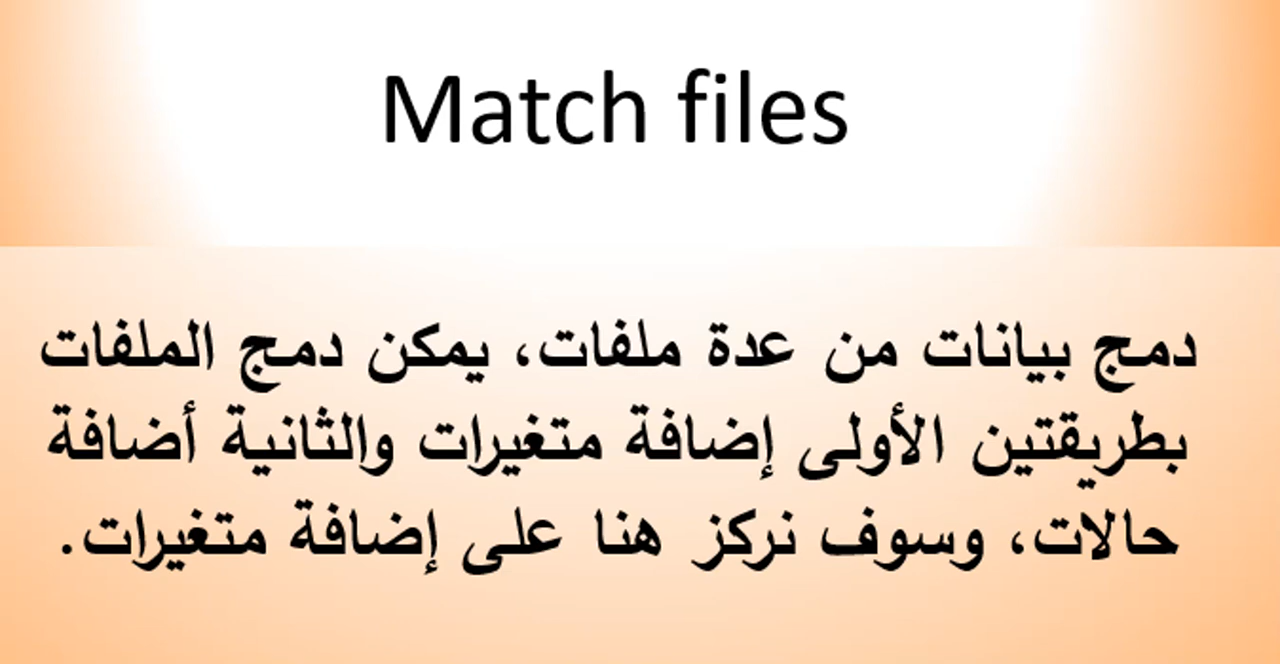 Match files
دمج بيانات من عدة ملفات، يمكن دمج الملفات
بطريقتين الأولى إضافة متغيرات والثانية أضافة
حالات، وسوف نركز هنا على إضافة متغيرات.